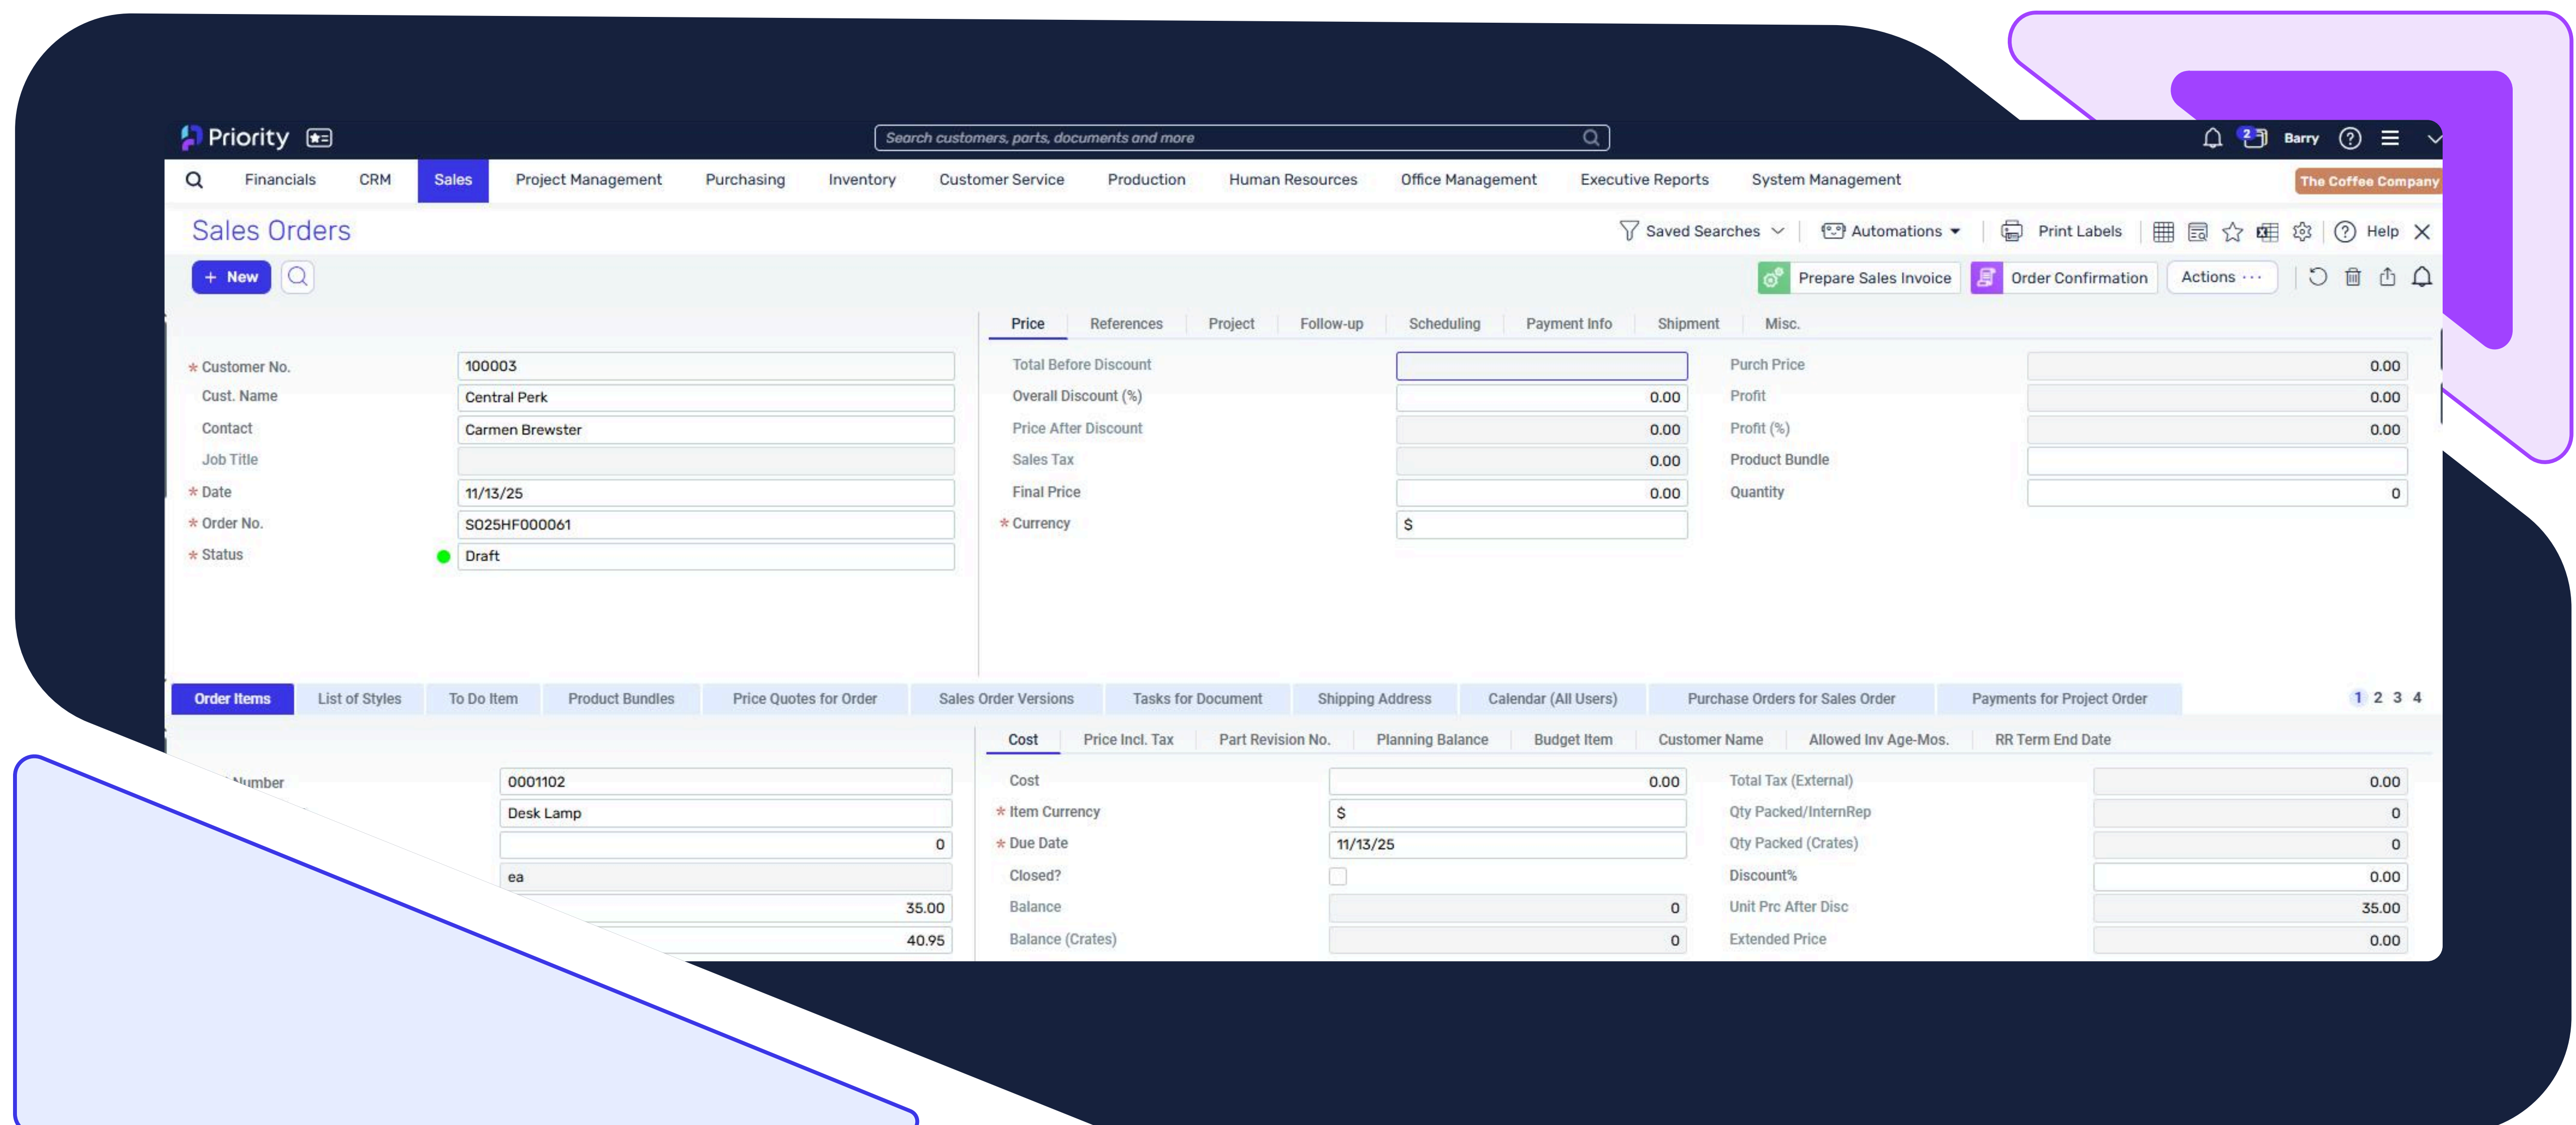 Priority
Search customers, parts, documents and more
2
Barry
Financials CRM Sales Project Management Purchasing Inventory Customer Service Production Human Resources Office Management Executive Reports System Management
The Coffee Company
Sales Orders
Saved Searches Automations Print Labels Help
+ New
Prepare Sales Invoice Order Confirmation Actions ...
Price References Project Follow-up Scheduling Payment Info Shipment Misc.
* Customer No. 100003
Cust. Name Central Perk
Contact Carmen Brewster
Job Title
* Date 11/13/25
* Order No. SO25HF000061
* Status Draft
Total Before Discount
Overall Discount (%) 0.00
Price After Discount 0.00
Sales Tax 0.00
Final Price 0.00
* Currency $
Purch Price 0.00
Profit 0.00
Profit (%) 0.00
Product Bundle
Quantity 0
Order Items List of Styles To Do Item Product Bundles Price Quotes for Order Sales Order Versions Tasks for Document Shipping Address Calendar (All Users) Purchase Orders for Sales Order Payments for Project Order 1 2 3 4
Cost Price Incl. Tax Part Revision No. Planning Balance Budget Item Customer Name Allowed Inv Age-Mos. RR Term End Date
Number 0001102
Desk Lamp
0
ea
35.00
40.95
Cost 0.00
* Item Currency $
* Due Date 11/13/25
Closed?
Balance 0
Balance (Crates) 0
Total Tax (External) 0.00
Qty Packed/InternRep 0
Qty Packed (Crates) 0
Discount% 0.00
Unit Prc After Disc 35.00
Extended Price 0.00